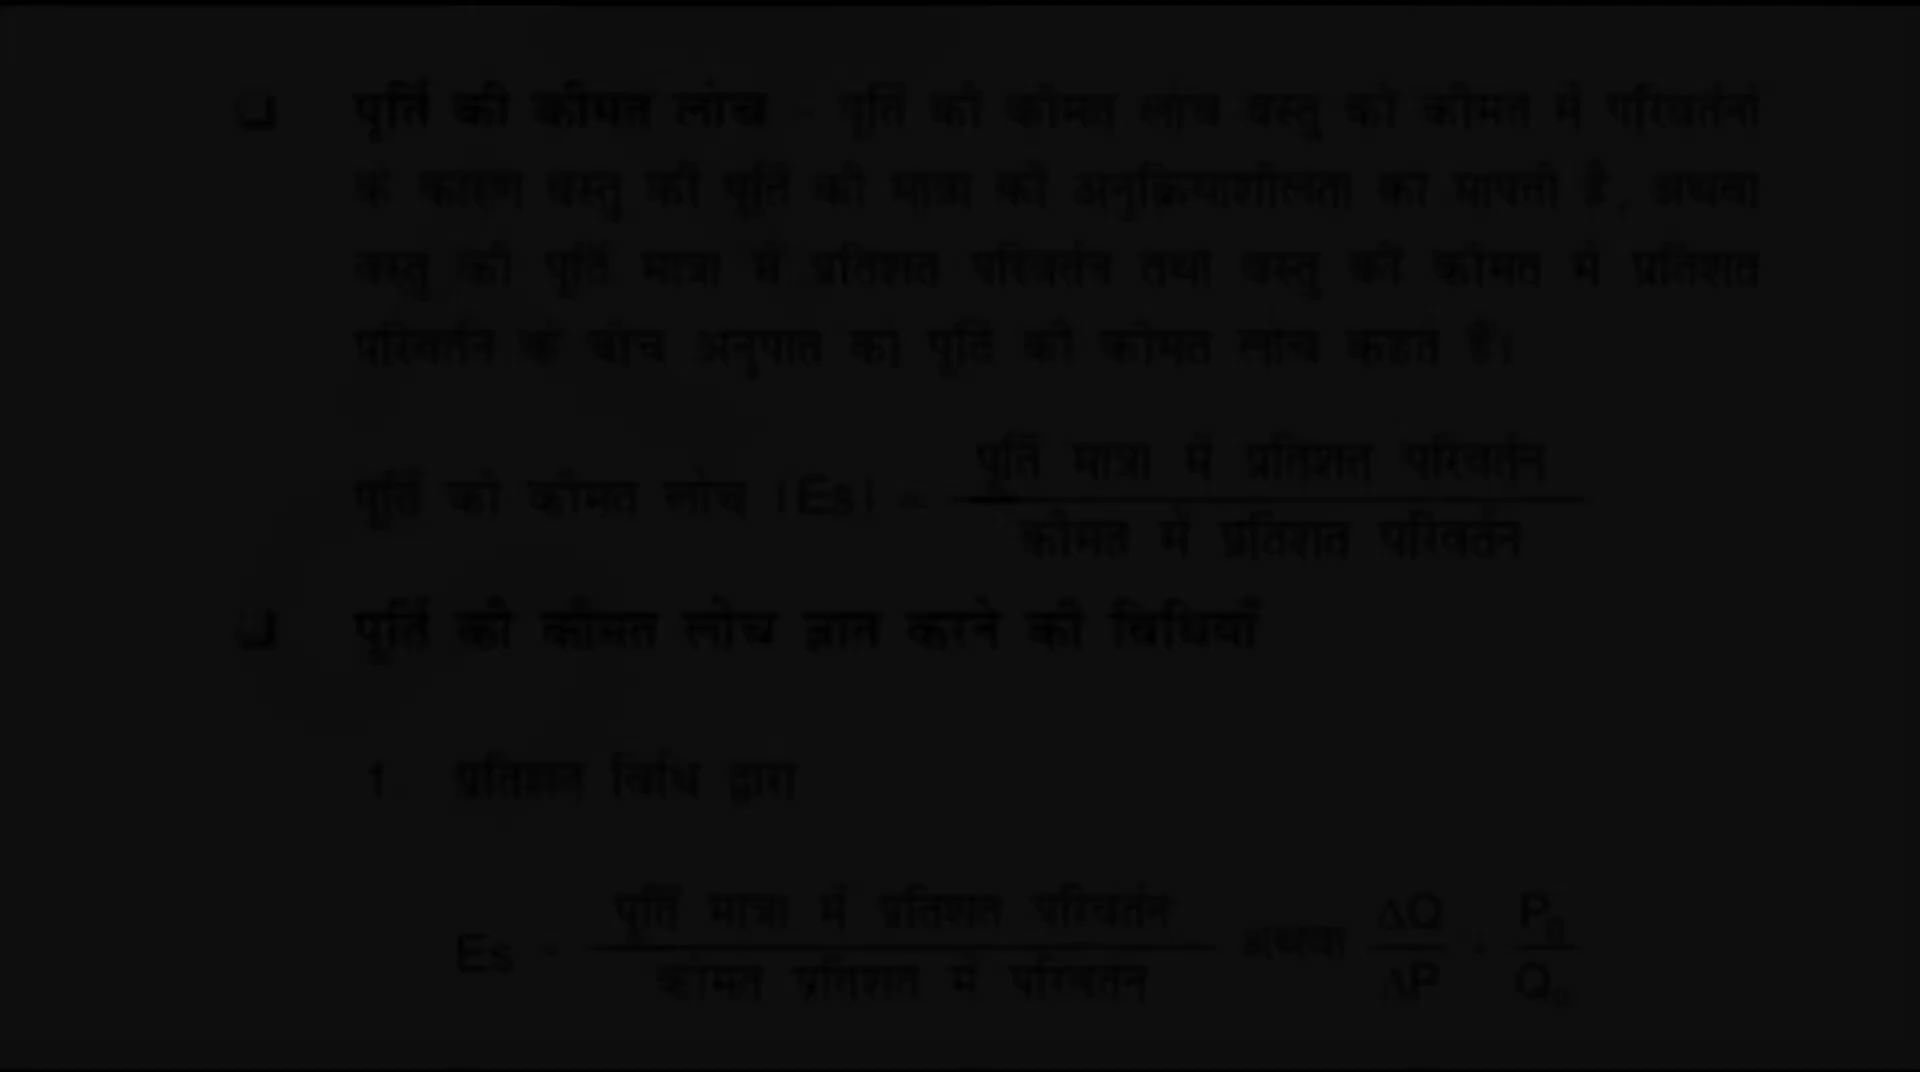 ❑ पूर्ति की कीमत लोच - पूर्ति की कीमत लोच वस्तु की कीमत में परिवर्तनों
के कारण वस्तु की पूर्ति की मात्रा की अनुक्रियाशीलता को मापती है, अथवा
वस्तु की पूर्ति मात्रा में प्रतिशत परिवर्तन तथा वस्तु की कीमत में प्रतिशत
परिवर्तन के बीच अनुपात को पूर्ति की कीमत लोच कहते हैं।
पूर्ति की कीमत लोच (Es) = पूर्ति मात्रा में प्रतिशत परिवर्तन
कीमत में प्रतिशत परिवर्तन
❑ पूर्ति की कीमत लोच ज्ञात करने की विधियाँ
1. प्रतिशत विधि द्वारा
Es = पूर्ति मात्रा में प्रतिशत परिवर्तन अथवा ΔQ P₀
कीमत प्रतिशत में परिवर्तन ΔP Q₀